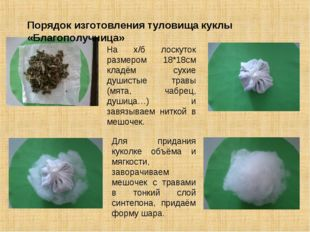 Порядок изготовления туловища куклы
«Благополучница»
На х/б лоскуток
размером 18*18см
кладём сухие
душистые травы
(мята, чабрец,
душица…) и
завязываем ниткой в
мешочек.
Для придания
куколке объёма и
мягкости,
заворачиваем
мешочек с травами
в тонкий слой
синтепона, придаём
форму шара.